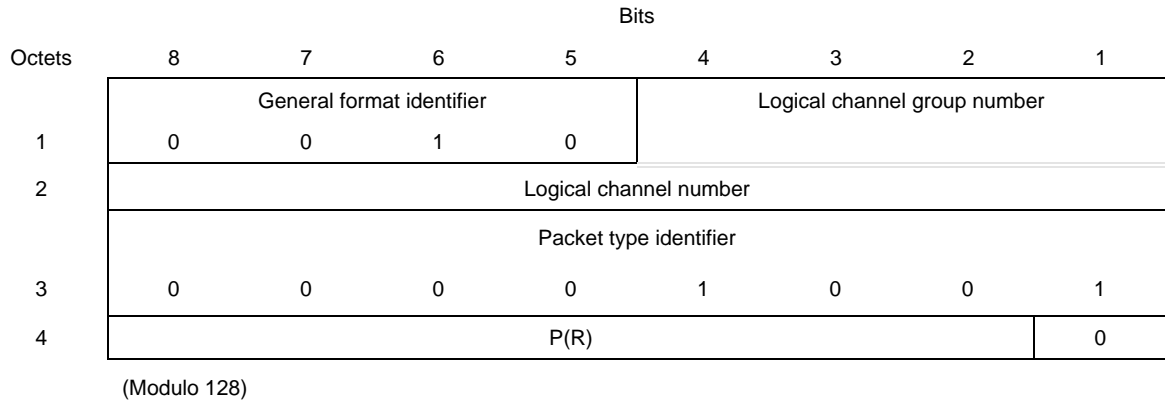 Bits
Octets 8 7 6 5 4 3 2 1
General format identifier Logical channel group number
1 0 0 1 0
2 Logical channel number
Packet type identifier
3 0 0 0 0 1 0 0 1
4 P(R) 0
(Modulo 128)